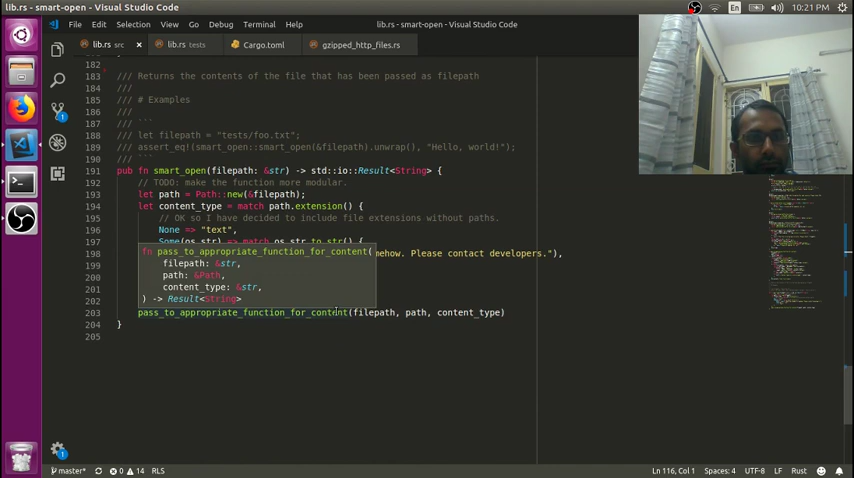 lib.rs - smart-open - Visual Studio Code
En
10:21 PM
File Edit Selection View Go Debug Terminal Help
lib.rs - smart-open - Visual Studio Code
lib.rs src × lib.rs tests Cargo.toml gzipped_http_files.rs
182
183 /// Returns the contents of the file that has been passed as filepath
184 ///
185 /// # Examples
186 ///
187 /// ```
188 /// let filepath = "tests/foo.txt";
189 /// assert_eq!(smart_open::smart_open(&filepath).unwrap(), "Hello, world!");
190 /// ```
191 pub fn smart_open(filepath: &str) -> std::io::Result<String> {
192 // TODO: make the function more modular.
193 let path = Path::new(&filepath);
194 let content_type = match path.extension() {
195 // OK so I have decided to include file extensions without paths.
196 None => "text",
197 Some(os_str) => match os_str.to_str() {
198 mehow. Please contact developers."),
199
200
201
202
fn pass_to_appropriate_function_for_content(
filepath: &str,
path: &Path,
content_type: &str,
) -> Result<String>
203 pass_to_appropriate_function_for_content(filepath, path, content_type)
204 }
205
1
1
master* 0 14 RLS
Ln 116, Col 1 Spaces: 4 UTF-8 LF Rust